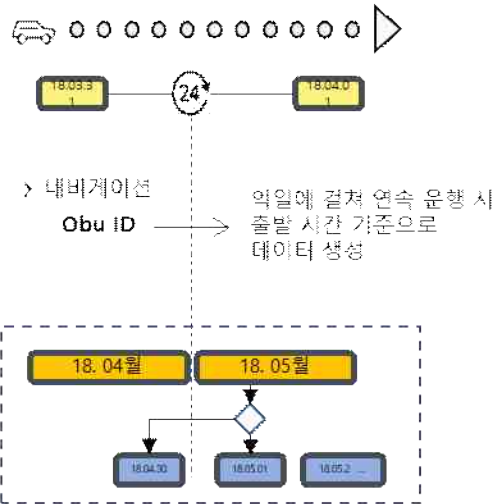 18.03.3
1
24
18.04.0
1
> 내비게이션
Obu ID
익일에 걸쳐 연속 운행 시
출발 시간 기준으로
데이터 생성
18. 04월
18. 05월
18.04.30
18.05.01
18.05.2 ...